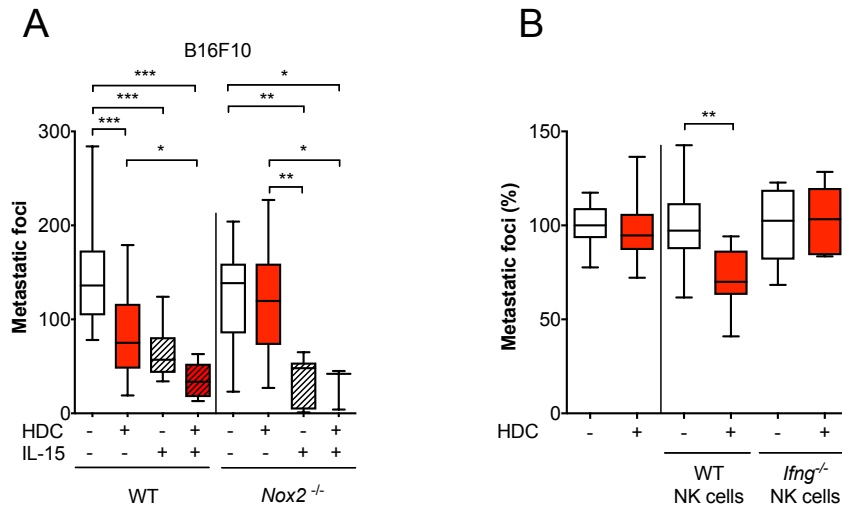 A
B16F10
***
*
***
**
***
*
*
**
300
200
100
0
Metastatic foci
HDC - + - + - + - +
IL-15 - - + + - - + +
WT
Nox2 -/-
B
**
150
100
50
0
Metastatic foci (%)
HDC - + - + - +
WT
NK cells
Ifng-/-
NK cells